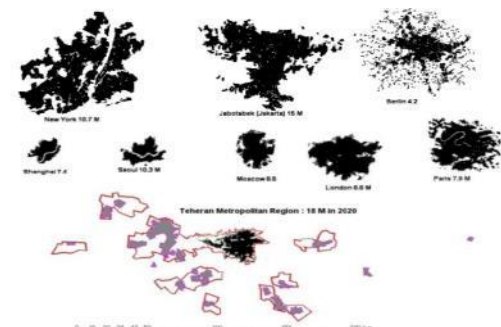 New York 10.7 M
Jabotabek (Jakarta) 15 M
Berlin 4.2
Shanghai 7.4
Seoul 10.3 M
Moscow 8.5
London 6.6 M
Paris 7.9 M
Teheran Metropolitan Region : 18 M in 2020